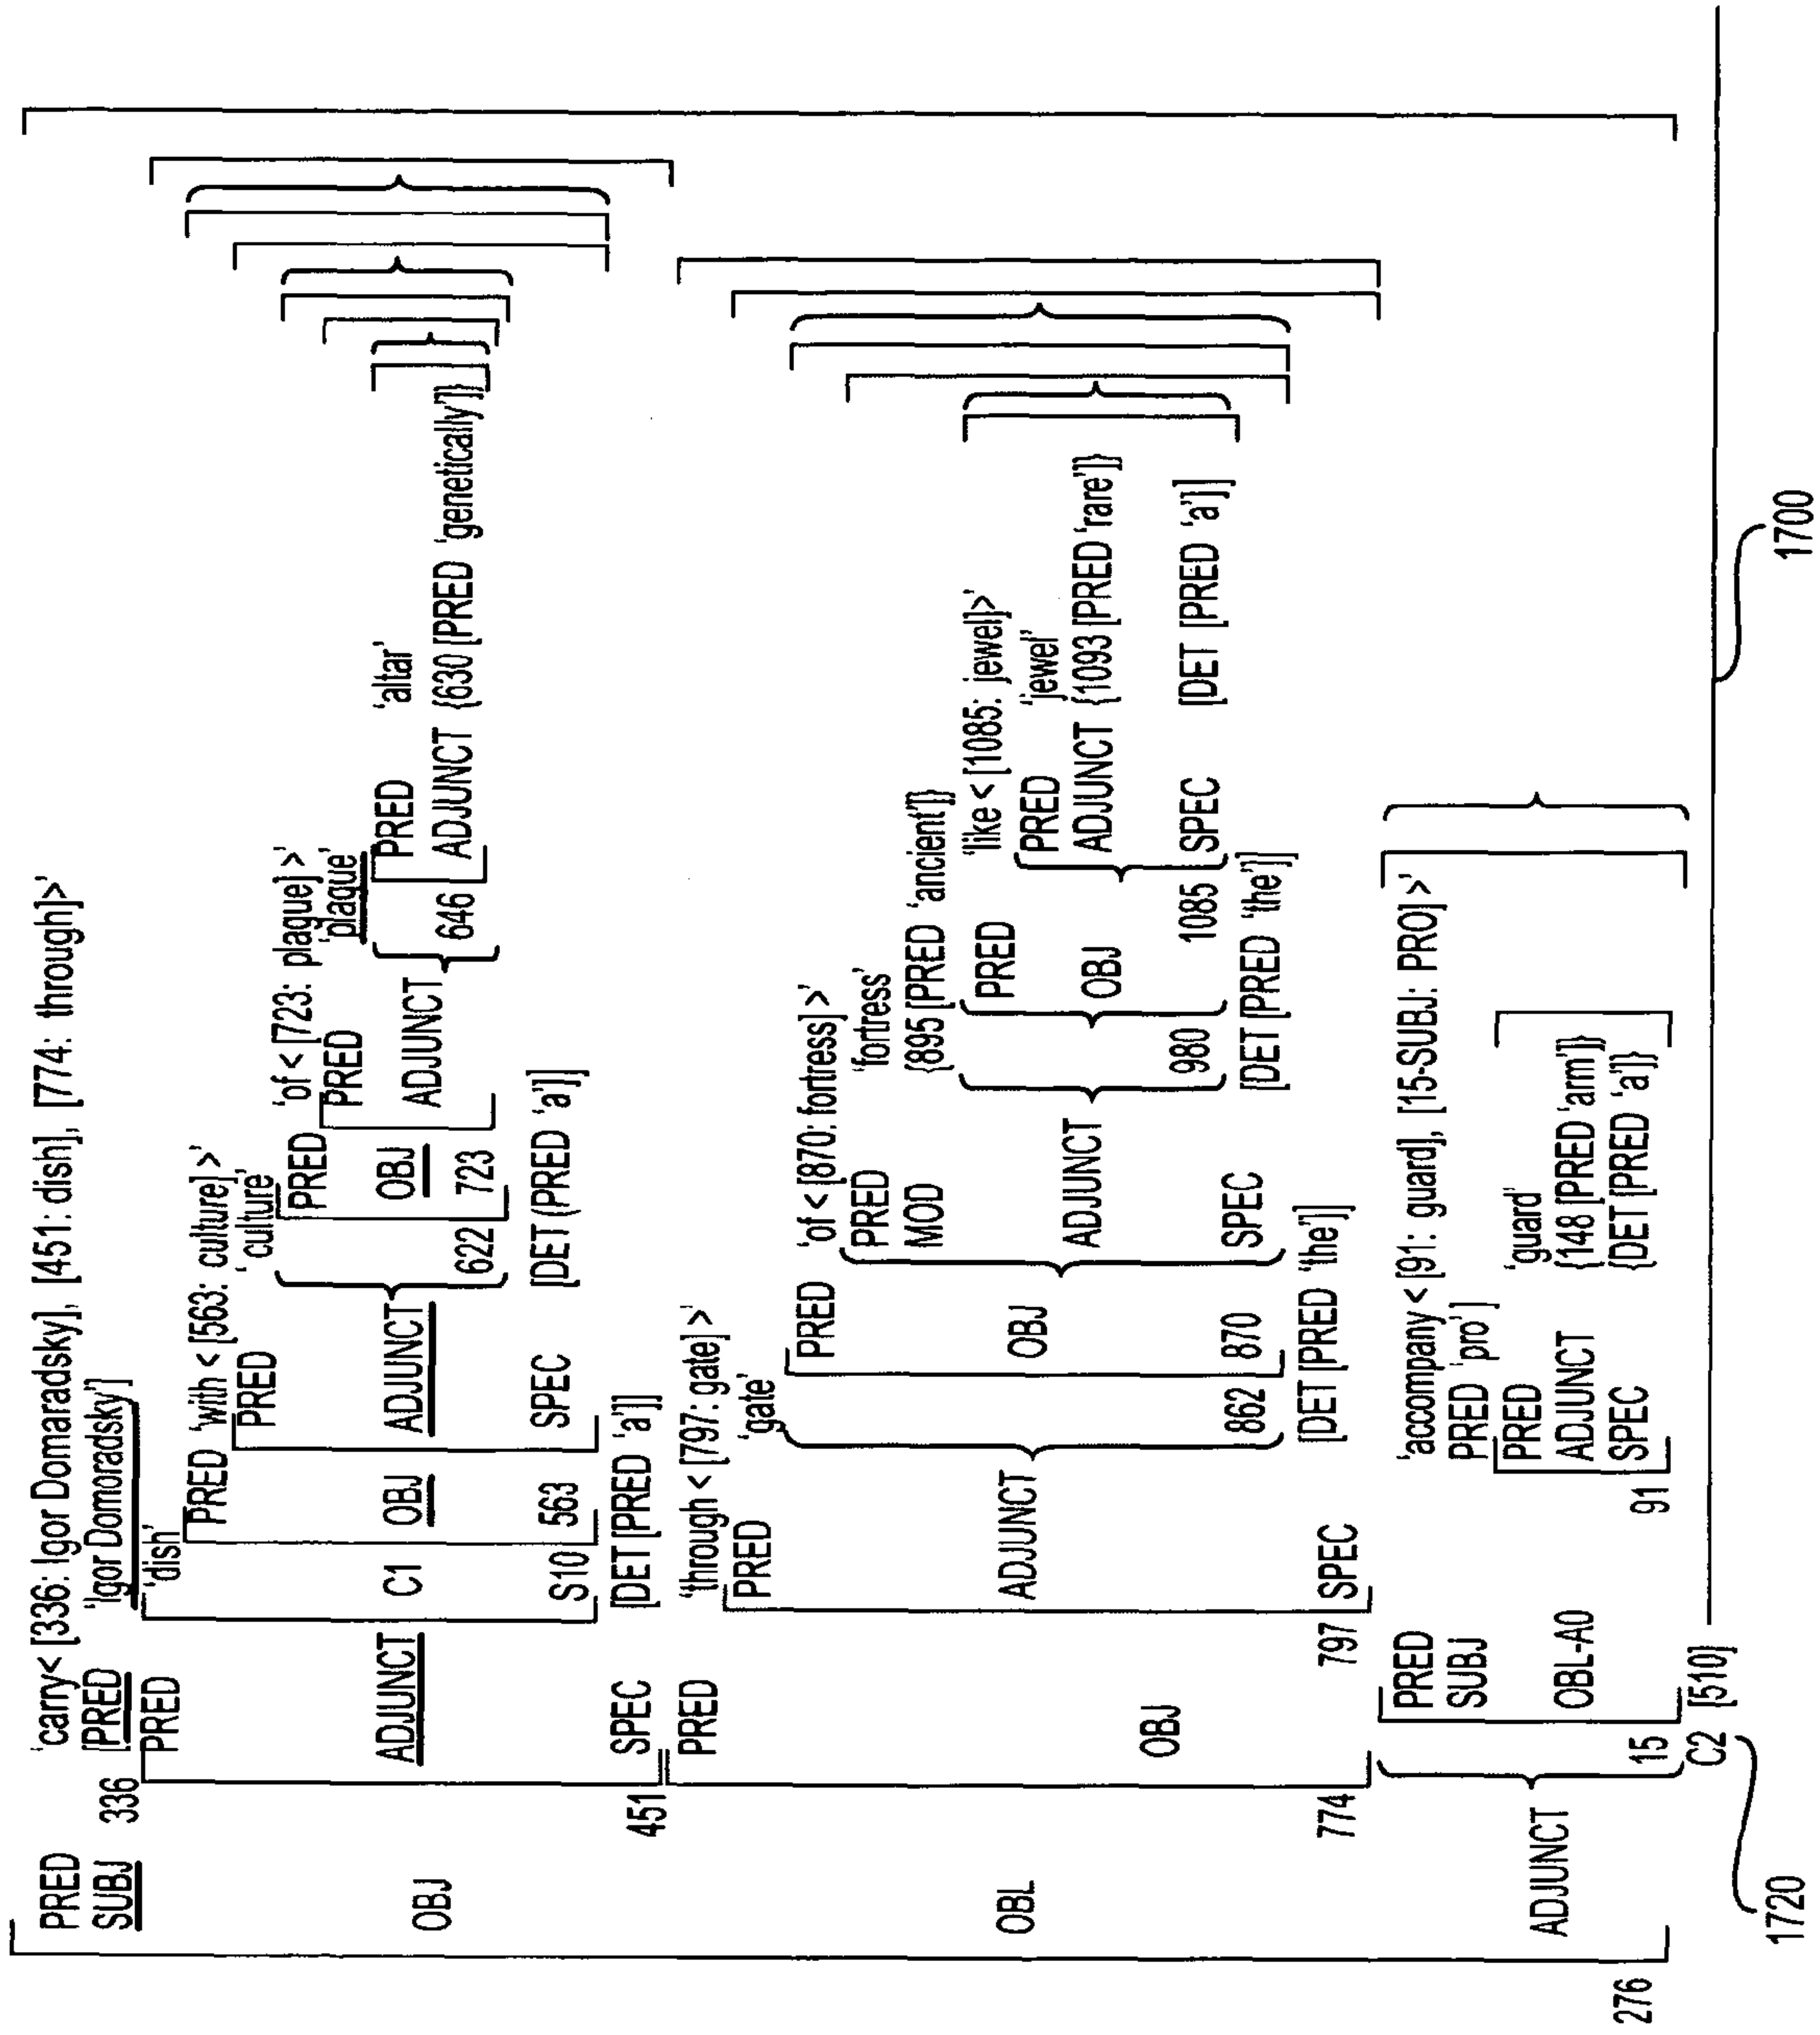 PRED 'carry< [336: Igor Domaradsky], [451: dish], [774: through]>'
SUBJ 336 [PRED 'Igor Domoradsky']
PRED 'dish'
PRED 'with < [563: culture] >'
PRED 'culture'
PRED 'of < [723: plaque] >'
PRED 'plaque'
PRED 'altar'
OBJ ADJUNCT C1 OBJ ADJUNCT OBJ ADJUNCT 646 ADJUNCT {630 [PRED 'genetically']}
622 723
S10 563 SPEC [DET (PRED 'a']]
451 SPEC [DET [PRED 'a']]
PRED 'through < [797: gate] >'
PRED 'gate'
PRED 'of < [870: fortress] >'
PRED 'fortress'
MOD {895 [PRED 'ancient']}
PRED 'like < [1085: jewel]>'
PRED 'jewel'
OBL OBJ ADJUNCT OBJ ADJUNCT OBJ ADJUNCT {1093 [PRED 'rare']}
980 1085 SPEC [DET [PRED 'a']]
862 870 SPEC [DET [PRED 'the']]
774 797 SPEC [DET [PRED 'the']]
PRED 'accompany < [91: guard], [15-SUBJ: PRO] >'
SUBJ PRED 'pro' ]
PRED 'guard'
ADJUNCT OBL-A0 ADJUNCT {148 [PRED 'arm']}
276 15 91 SPEC {DET [PRED 'a']}
C2 [510]
1720 1700